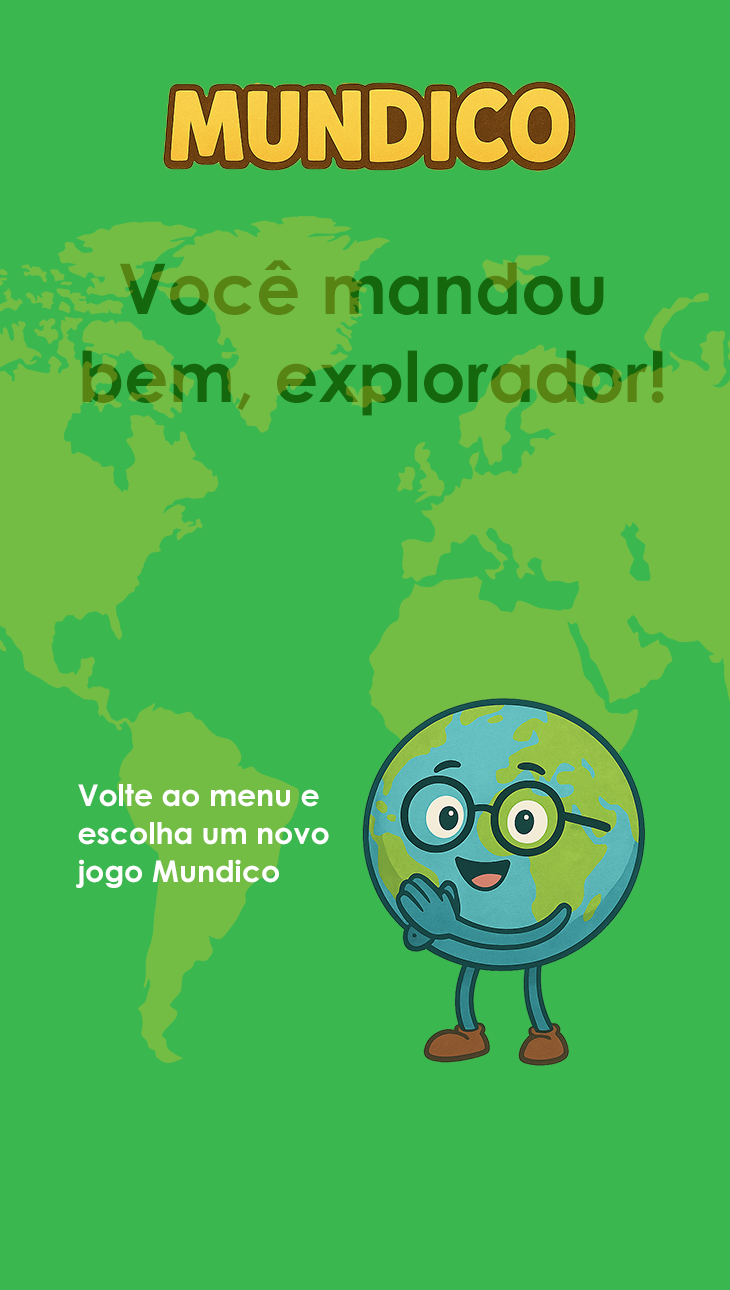 MUNDICO
Você mandou
bem, explorador!
Volte ao menu e
escolha um novo
jogo Mundico